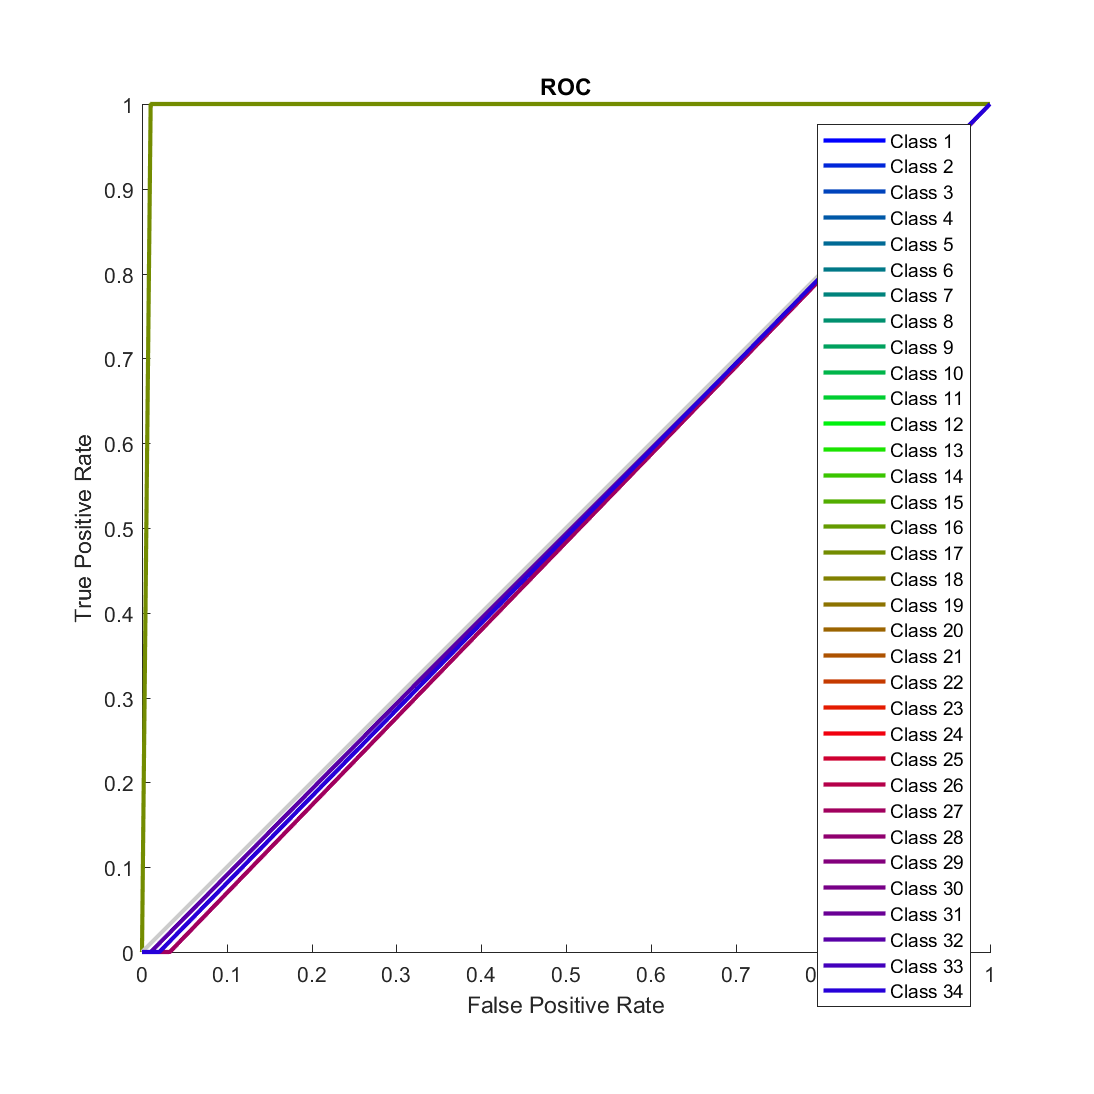 ROC
1
0.9
0.8
0.7
0.6
0.5
0.4
0.3
0.2
0.1
0
True Positive Rate
Class 1
Class 2
Class 3
Class 4
Class 5
Class 6
Class 7
Class 8
Class 9
Class 10
Class 11
Class 12
Class 13
Class 14
Class 15
Class 16
Class 17
Class 18
Class 19
Class 20
Class 21
Class 22
Class 23
Class 24
Class 25
Class 26
Class 27
Class 28
Class 29
Class 30
Class 31
Class 32
Class 33
Class 34
0 0.1 0.2 0.3 0.4 0.5 0.6 0.7 1
False Positive Rate